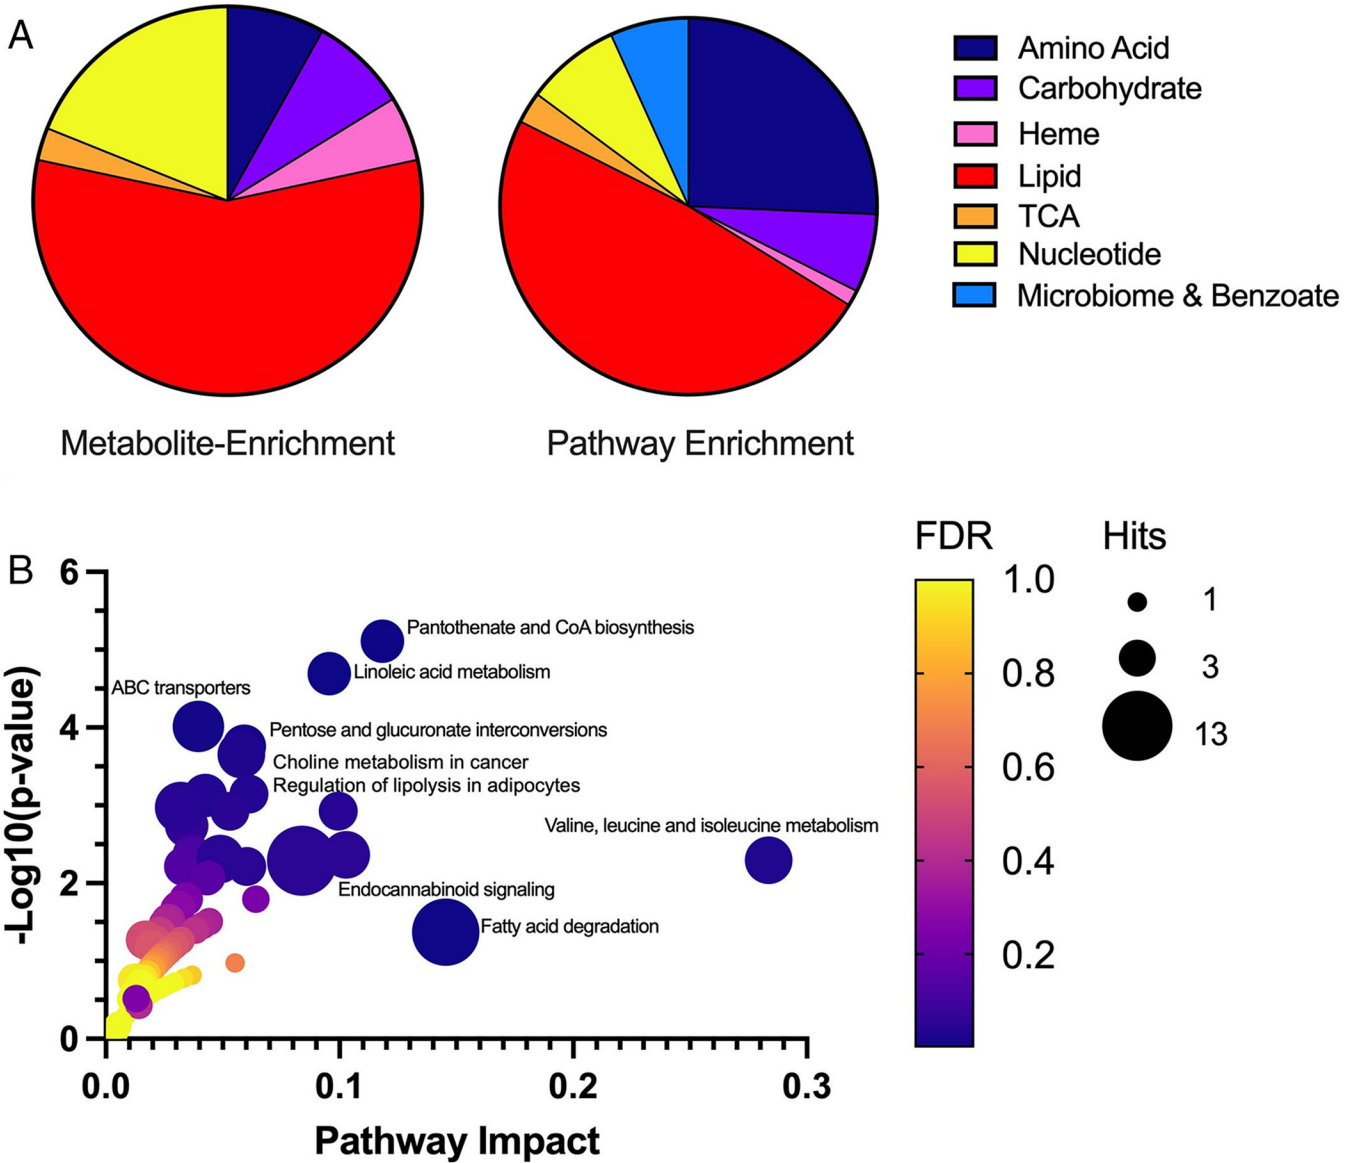 A
Amino Acid
Carbohydrate
Heme
Lipid
TCA
Nucleotide
Microbiome & Benzoate
Metabolite-Enrichment
Pathway Enrichment
B
FDR
Hits
6
4
2
0
-Log10(p-value)
Pantothenate and CoA biosynthesis
Linoleic acid metabolism
ABC transporters
Pentose and glucuronate interconversions
Choline metabolism in cancer
Regulation of lipolysis in adipocytes
Valine, leucine and isoleucine metabolism
Endocannabinoid signaling
Fatty acid degradation
0.0
0.1
0.2
0.3
Pathway Impact
1.0
0.8
0.6
0.4
0.2
1
3
13